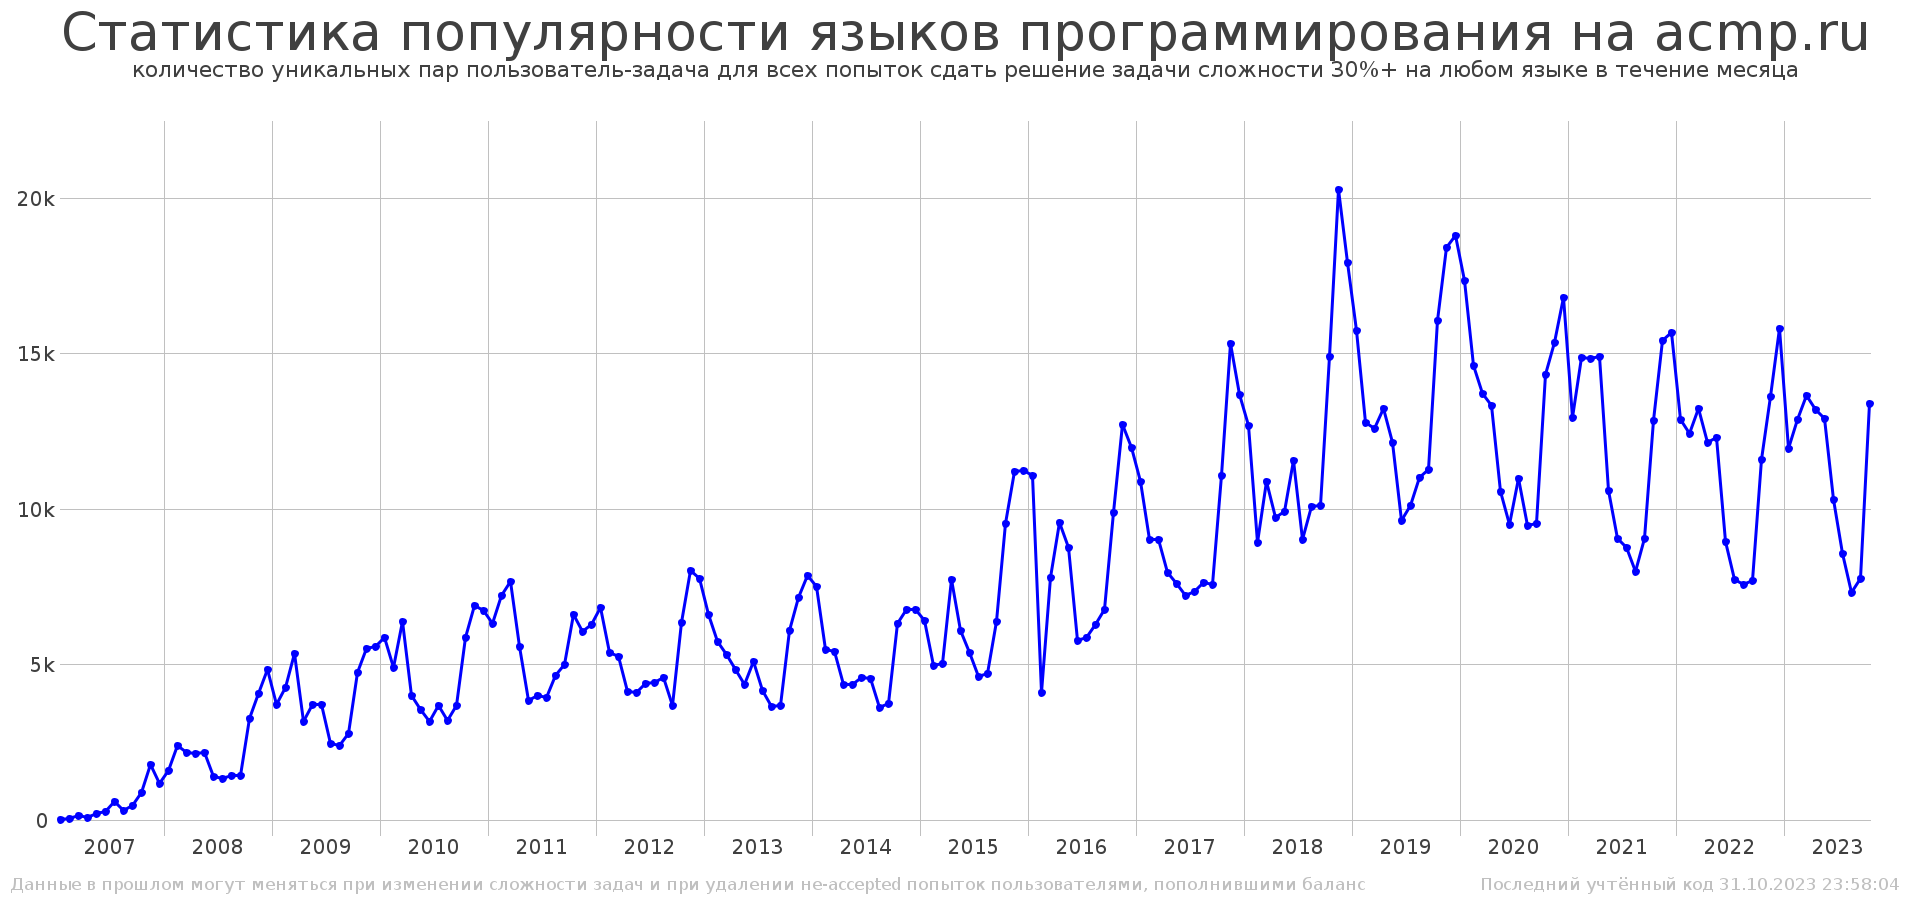 Статистика популярности языков программирования на acmp.ru
количество уникальных пар пользователь-задача для всех попыток сдать решение задачи сложности 30%+ на любом языке в течение месяца
20k
15k
10k
5k
0
2007 2008 2009 2010 2011 2012 2013 2014 2015 2016 2017 2018 2019 2020 2021 2022 2023
Данные в прошлом могут меняться при изменении сложности задач и при удалении не-accepted попыток пользователями, пополнившими баланс
Последний учтённый код 31.10.2023 23:58:04